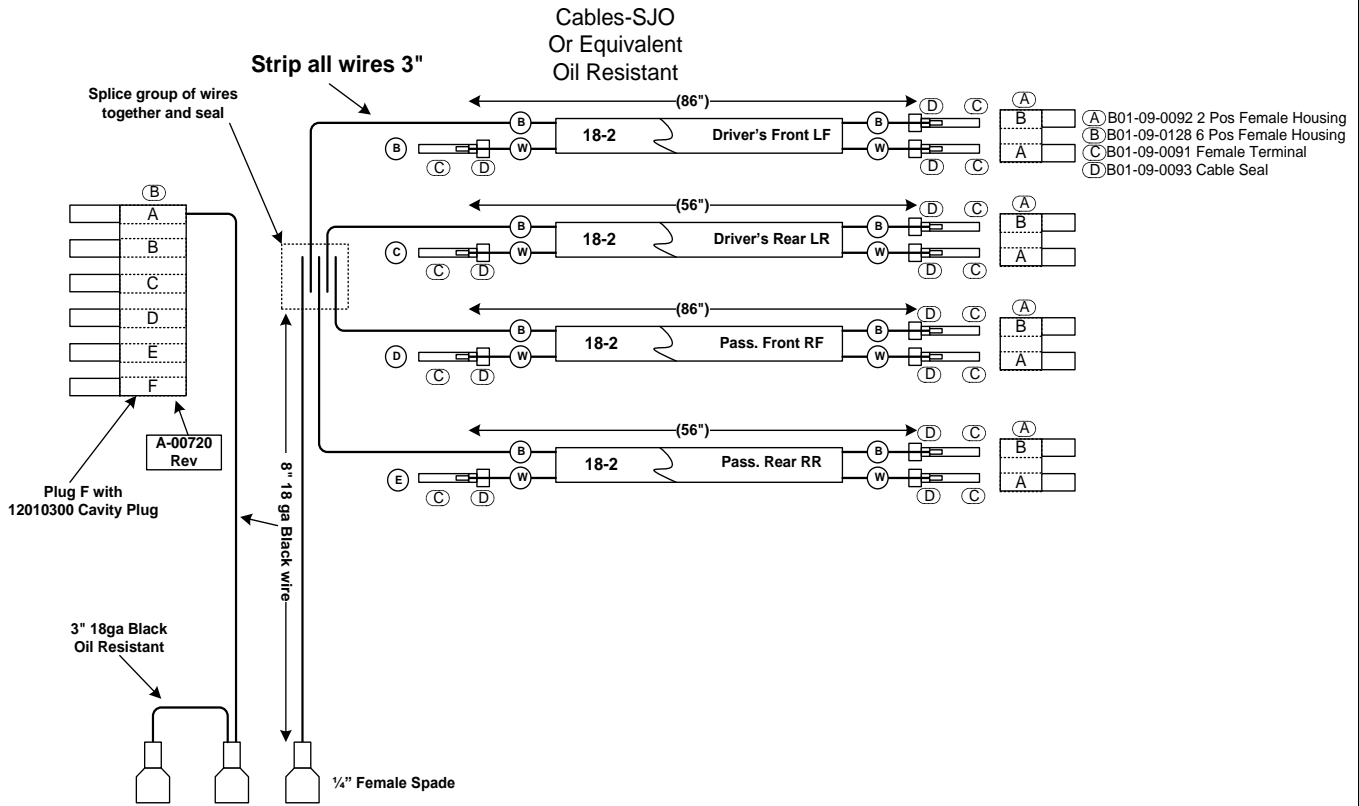 Cables-SJO
Or Equivalent
Oil Resistant
Strip all wires 3"
Splice group of wires
together and seal
(86")
D
C
A
B
B
18-2
Driver's Front LF
B
A B01-09-0092 2 Pos Female Housing
B
W
W
A
B B01-09-0128 6 Pos Female Housing
C
D
D
C
C B01-09-0091 Female Terminal
D B01-09-0093 Cable Seal
(56")
D
C
A
B
B
18-2
Driver's Rear LR
B
C
W
W
A
C
D
D
C
(86")
D
C
A
B
B
18-2
Pass. Front RF
B
D
W
W
A
C
D
D
C
(56")
D
C
A
B
B
18-2
Pass. Rear RR
B
E
W
W
A
C
D
D
C
B
A
B
C
D
E
F
A-00720
Rev
Plug F with
12010300 Cavity Plug
8" 18 ga Black wire
3" 18ga Black
Oil Resistant
¼” Female Spade